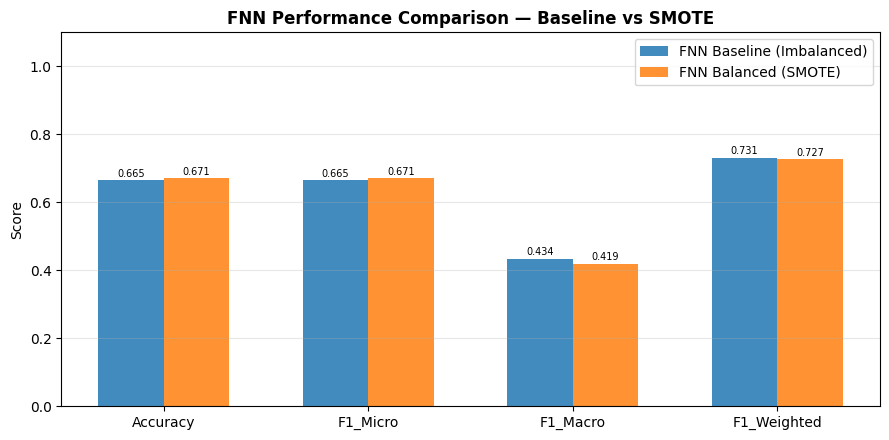 FNN Performance Comparison — Baseline vs SMOTE
FNN Baseline (Imbalanced)
FNN Balanced (SMOTE)
Score
1.0
0.8
0.6
0.4
0.2
0.0
0.665
0.671
0.665
0.671
0.434
0.419
0.731
0.727
Accuracy
F1_Micro
F1_Macro
F1_Weighted